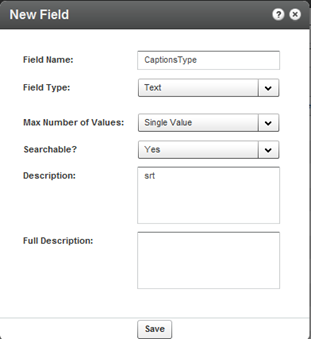 New Field
Field Name: CaptionsType
Field Type: Text
Max Number of Values: Single Value
Searchable? Yes
Description: srt
Full Description:
Save